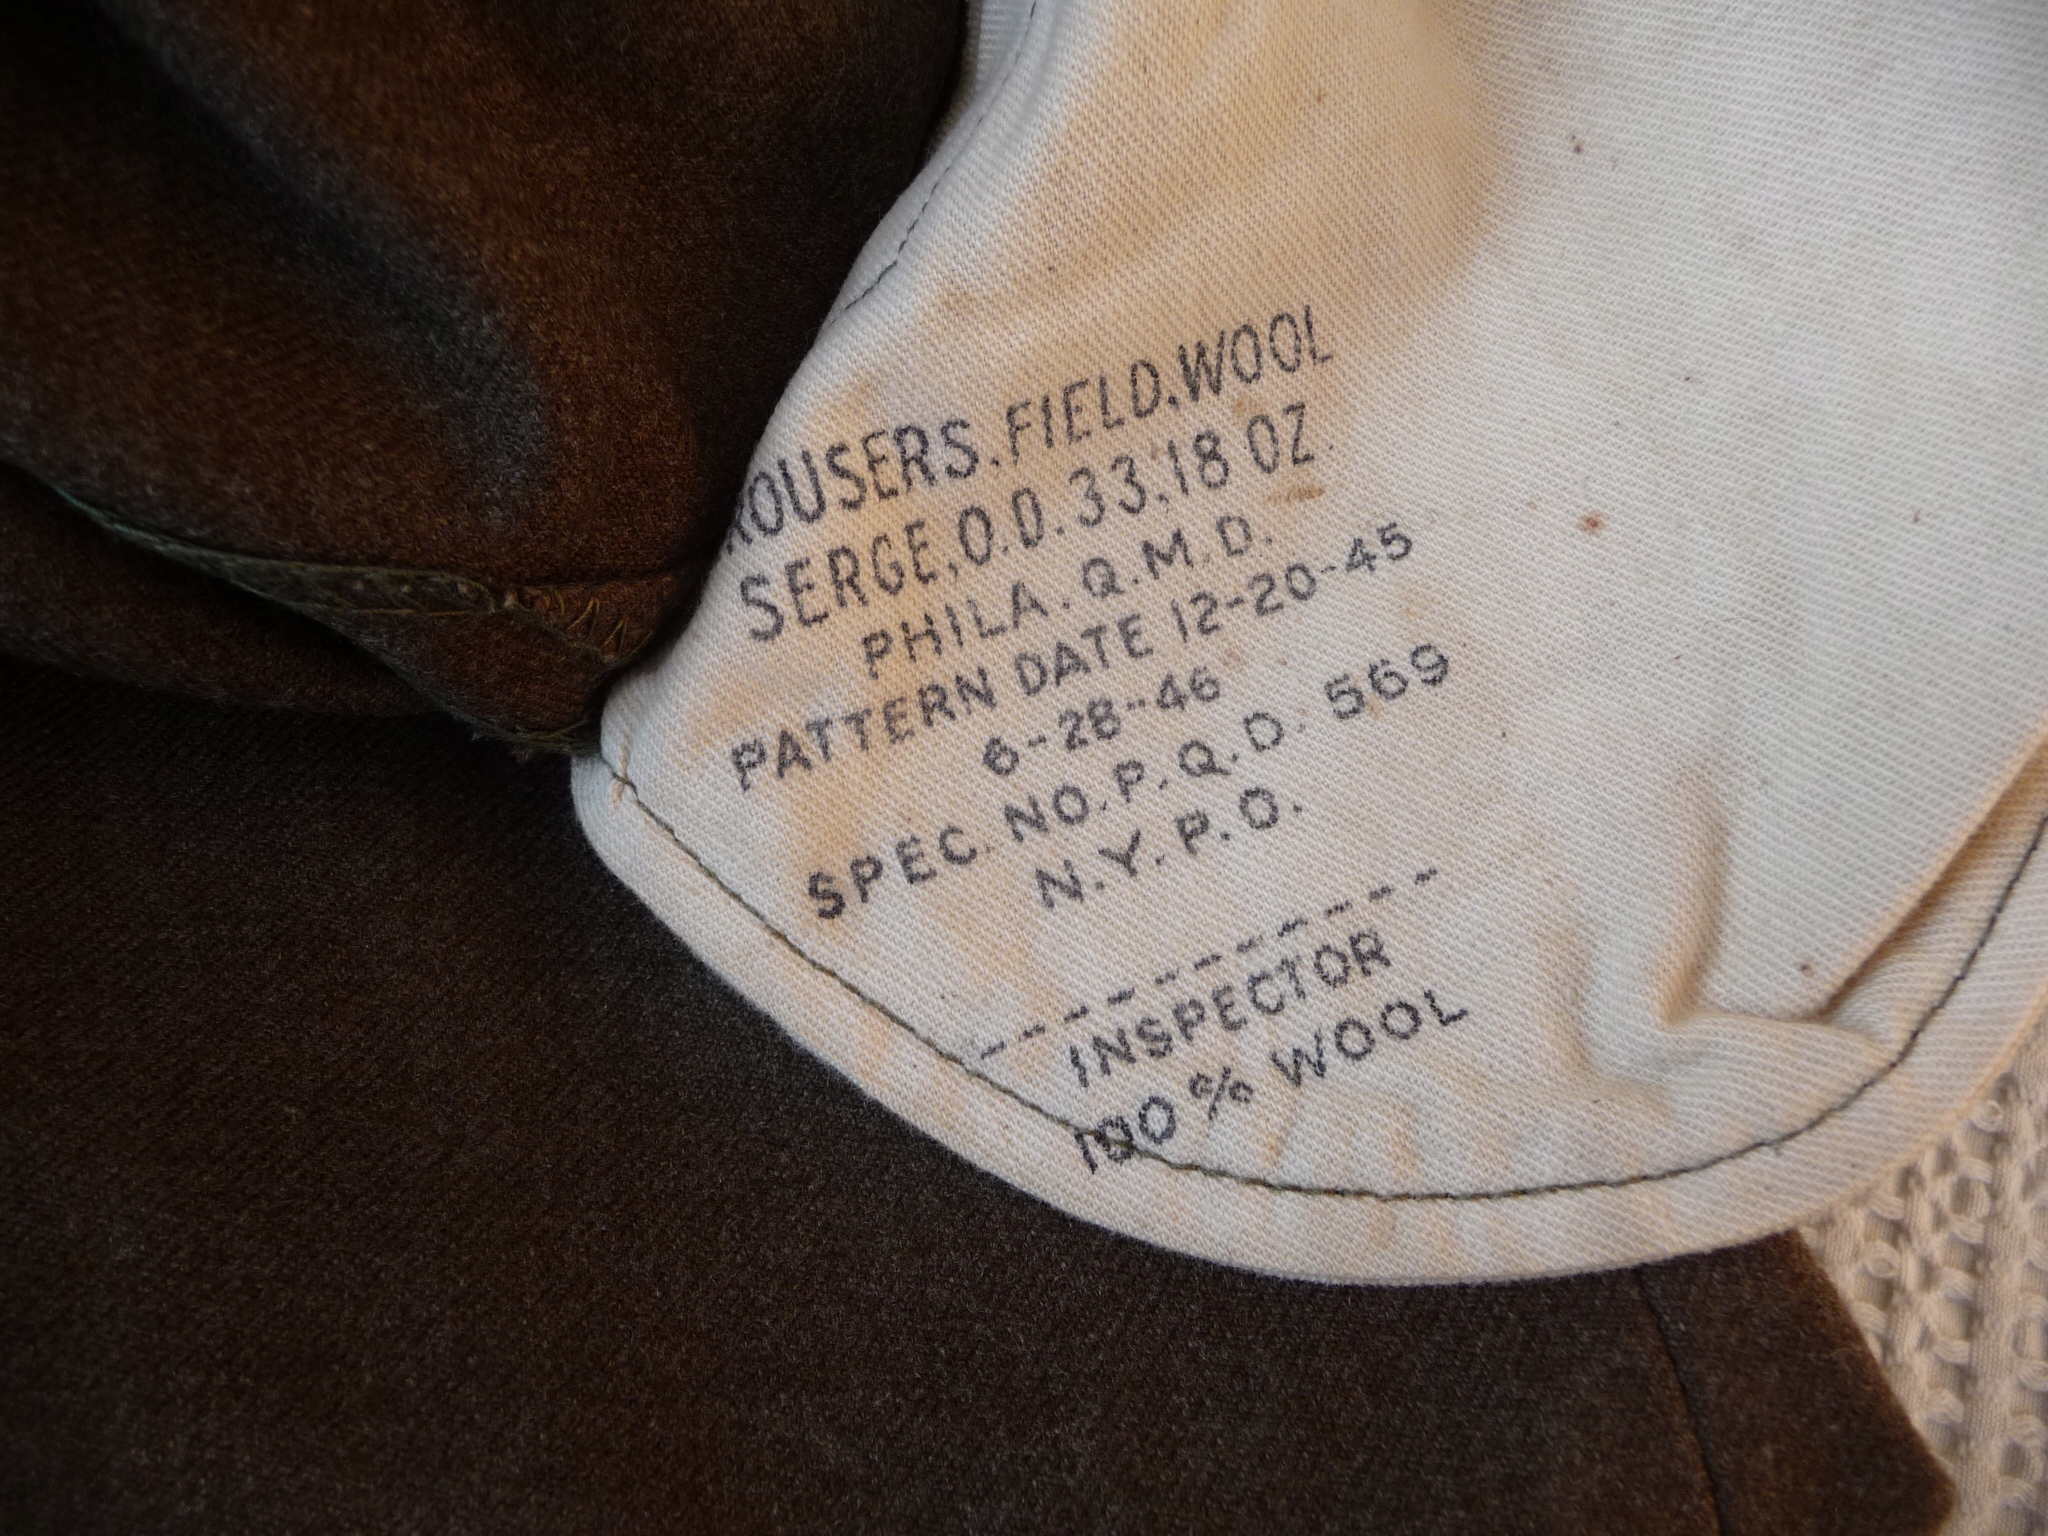 TROUSERS, FIELD, WOOL
SERGE, O.D. 33, 18 OZ.
PHILA. Q.M.D.
PATTERN DATE 12-20-45
6-28-46
SPEC. NO. P.Q.D. 569
N.Y.P.O.
---------
INSPECTOR
100% WOOL